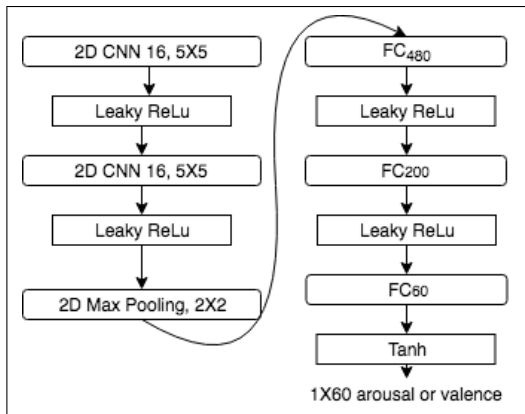 2D CNN 16, 5X5
Leaky ReLu
2D CNN 16, 5X5
Leaky ReLu
2D Max Pooling, 2X2
FC480
Leaky ReLu
FC200
Leaky ReLu
FC60
Tanh
1X60 arousal or valence